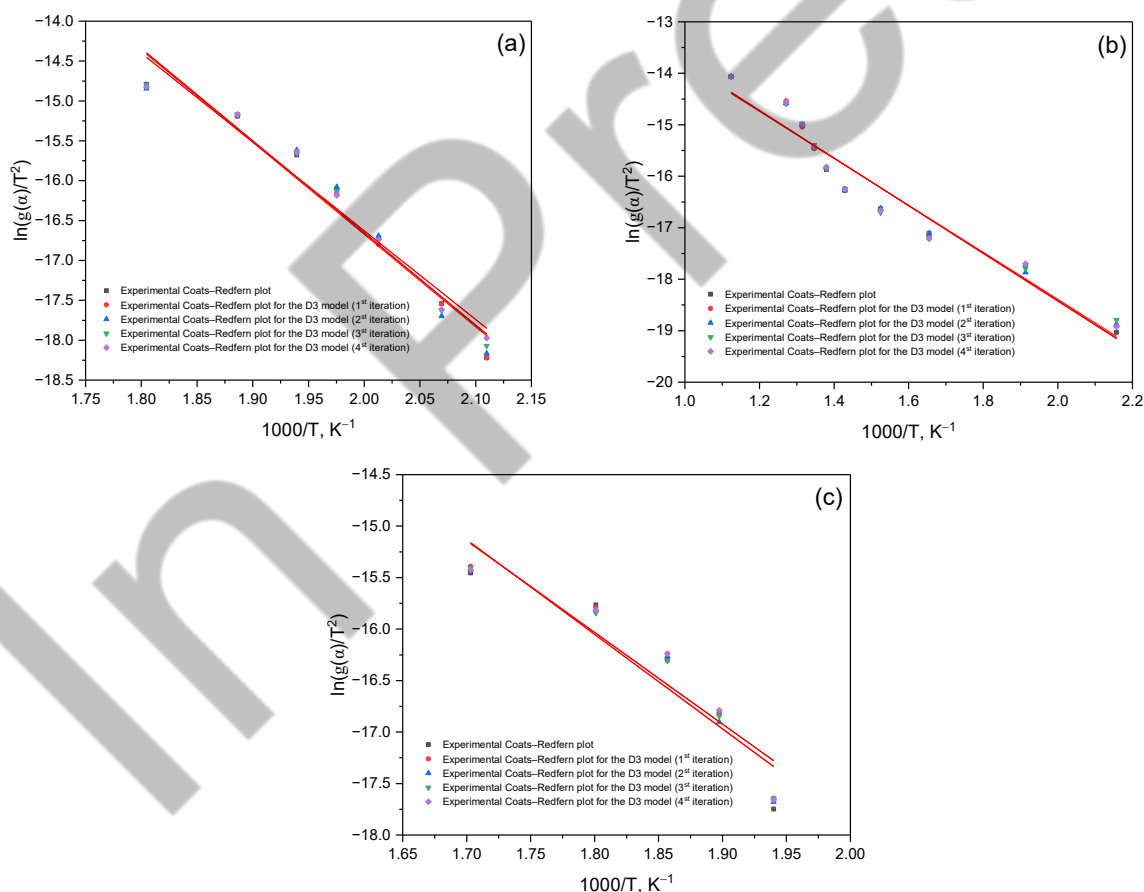 (a)
−14.0
−14.5
−15.0
−15.5
−16.0
−16.5
−17.0
−17.5
−18.0
−18.5
ln(g(α)/T²)
Experimental Coats–Redfern plot
Experimental Coats–Redfern plot for the D3 model (1st iteration)
Experimental Coats–Redfern plot for the D3 model (2st iteration)
Experimental Coats–Redfern plot for the D3 model (3st iteration)
Experimental Coats–Redfern plot for the D3 model (4st iteration)
1.75 1.80 1.85 1.90 1.95 2.00 2.05 2.10 2.15
1000/T, K⁻¹
(b)
−13
−14
−15
−16
−17
−18
−19
−20
ln(g(α)/T²)
Experimental Coats–Redfern plot
Experimental Coats–Redfern plot for the D3 model (1st iteration)
Experimental Coats–Redfern plot for the D3 model (2st iteration)
Experimental Coats–Redfern plot for the D3 model (3st iteration)
Experimental Coats–Redfern plot for the D3 model (4st iteration)
1.0 1.2 1.4 1.6 1.8 2.0 2.2
1000/T, K⁻¹
(c)
−14.5
−15.0
−15.5
−16.0
−16.5
−17.0
−17.5
−18.0
ln(g(α)/T²)
Experimental Coats–Redfern plot
Experimental Coats–Redfern plot for the D3 model (1st iteration)
Experimental Coats–Redfern plot for the D3 model (2st iteration)
Experimental Coats–Redfern plot for the D3 model (3st iteration)
Experimental Coats–Redfern plot for the D3 model (4st iteration)
1.65 1.70 1.75 1.80 1.85 1.90 1.95 2.00
1000/T, K⁻¹
In Pre